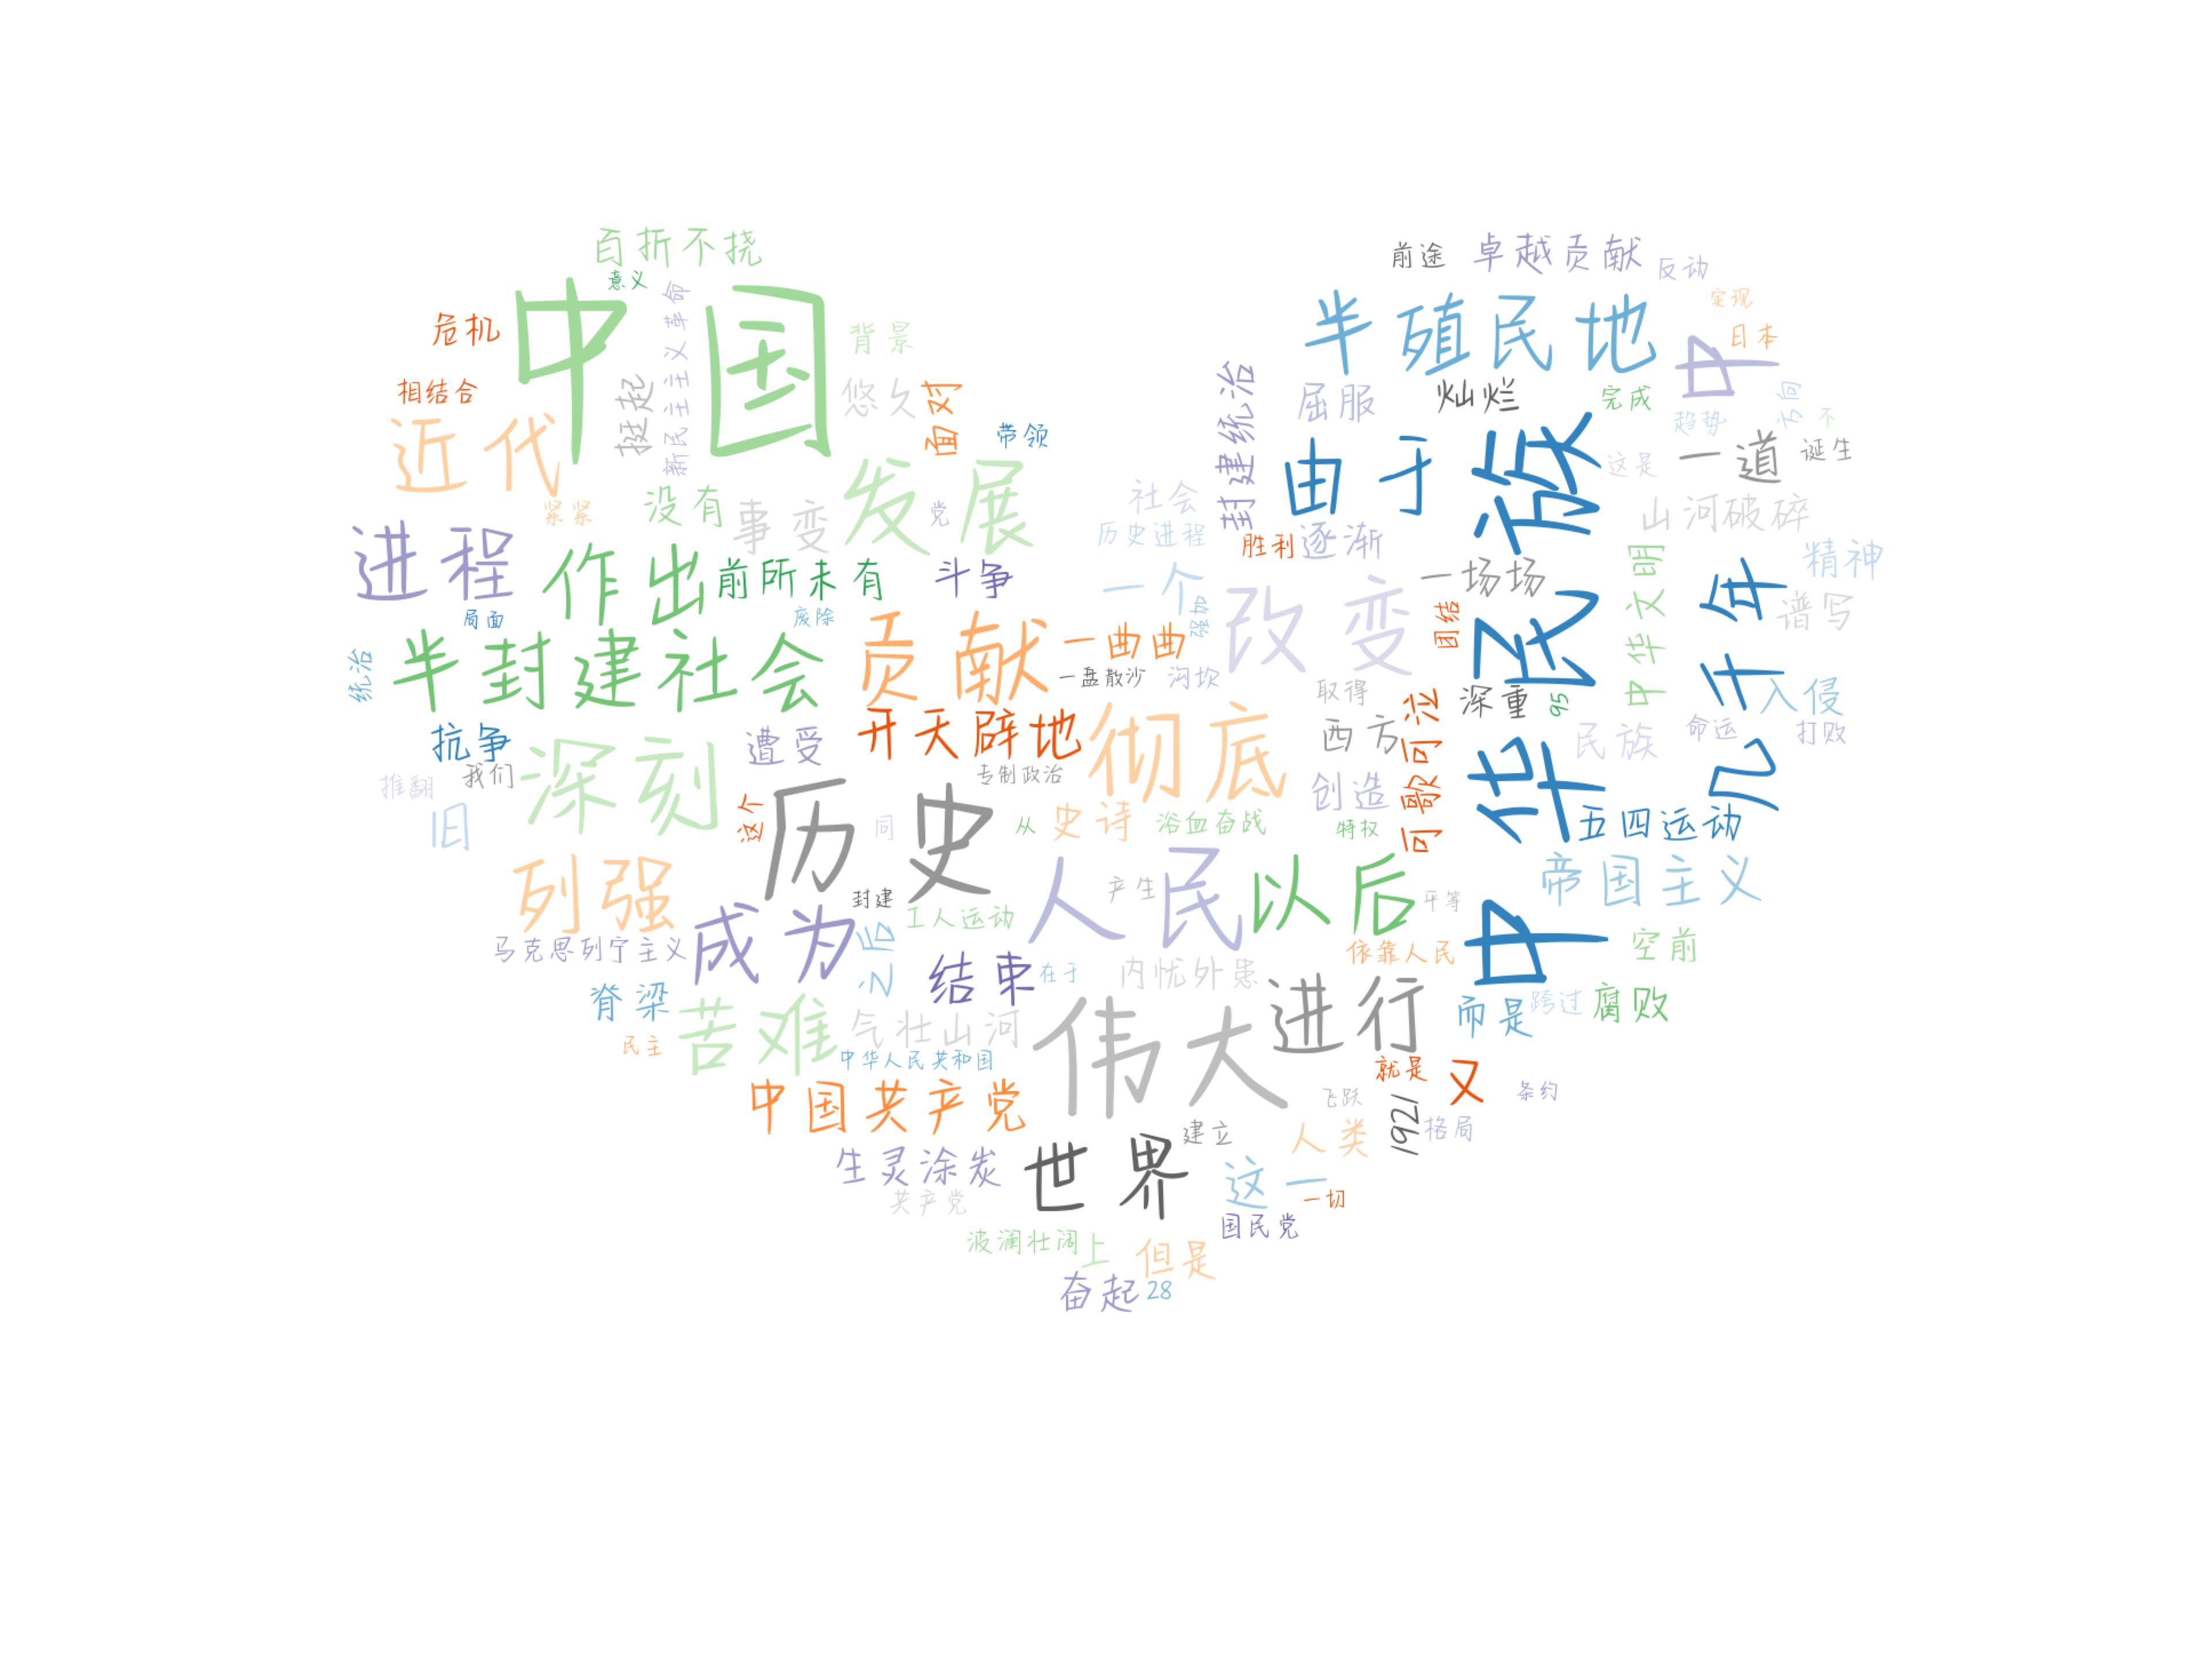 百折不挠
前途
卓越贡献
反动
意义
实现
危机
中国
新民主主义革命
背景
半殖民地
中
日本
相结合
挺起
悠久
面对
带领
封建统治
屈服
灿烂
完成
趋势
方向
不
近代
紧紧
没有
事变
发展
党
社会
历史进程
由于
中华民族
这是
一道
诞生
山河破碎
进程
作出
前所未有
斗争
胜利
逐渐
一场场
中华文明
几千年
精神
谱写
局面
废除
一个
强加
改变
团结
统治
半封建社会
贡献
一曲曲
一盘散沙
沟坎
取得
深重
95
入侵
抗争
遭受
开天辟地
彻底
西方
可歌可泣
民族
命运
打败
推翻
我们
深刻
专制政治
创造
旧
这个
历史
同
从
史诗
浴血奋战
特权
五四运动
列强
封建
人民
产生
以后
平等
帝国主义
马克思列宁主义
成为
之后
工人运动
结束
在于
内忧外患
依靠人民
空前
脊梁
民主
苦难
气壮山河
伟大
进行
而是
跨过
腐败
中华人民共和国
就是
又
条约
中国共产党
飞跃
1921
格局
生灵涂炭
世界
建立
人类
共产党
这一
一切
国民党
波澜壮阔
上
但是
奋起
28